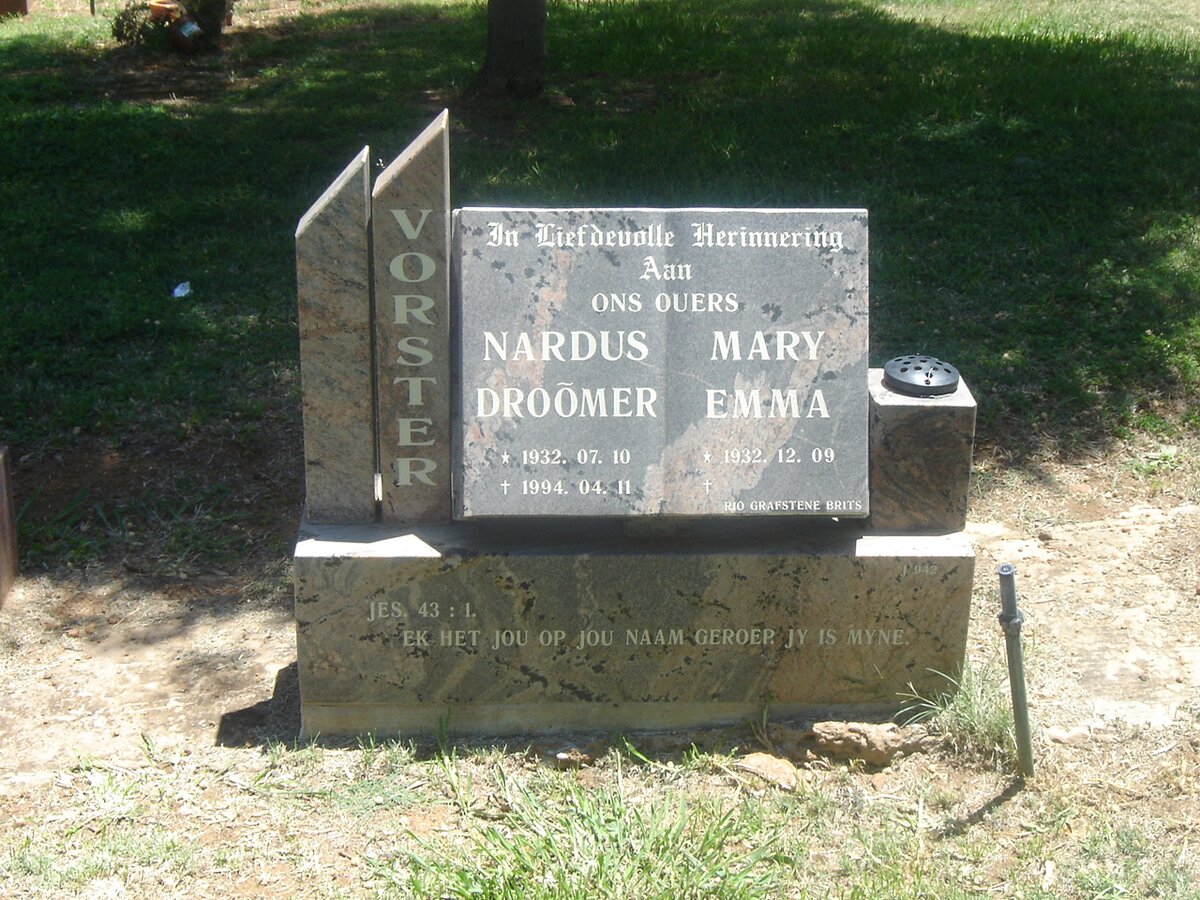 VORSTER
In Liefdevolle Herinnering
Aan
ONS OUERS
NARDUS MARY
DROÕMER EMMA
* 1932. 07. 10 * 1932. 12. 09
† 1994. 04. 11 †
RIO GRAFSTENE BRITS
JES. 43 : 1.
EK HET JOU OP JOU NAAM GEROEP, JY IS MYNE.